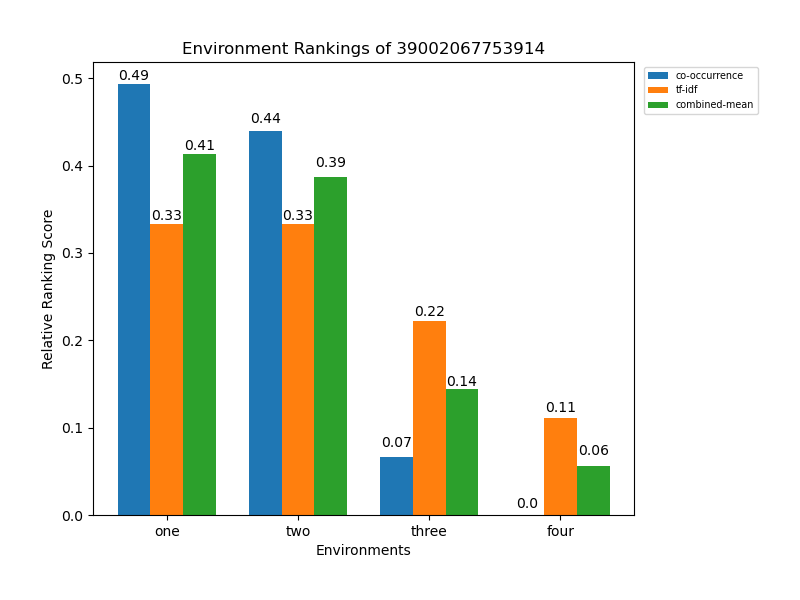 Environment Rankings of 39002067753914
co-occurrence
tf-idf
combined-mean
Relative Ranking Score
0.5
0.4
0.3
0.2
0.1
0.0
0.49
0.33
0.41
0.44
0.33
0.39
0.07
0.22
0.14
0.0
0.11
0.06
one two three four
Environments